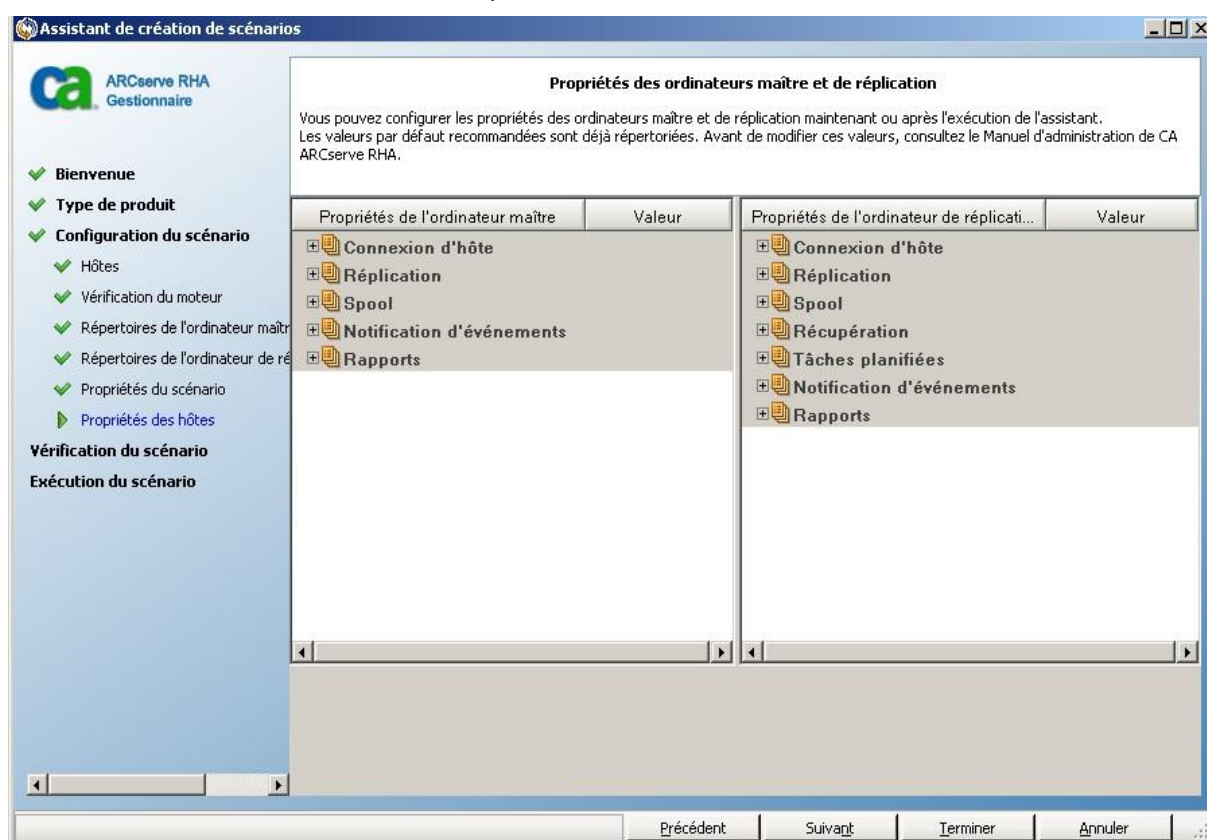 Assistant de création de scénarios
ca
ARCserve RHA
Gestionnaire
Bienvenue
Type de produit
Configuration du scénario
Hôtes
Vérification du moteur
Répertoires de l'ordinateur maîtr
Répertoires de l'ordinateur de ré
Propriétés du scénario
Propriétés des hôtes
Vérification du scénario
Exécution du scénario
Propriétés des ordinateurs maître et de réplication
Vous pouvez configurer les propriétés des ordinateurs maître et de réplication maintenant ou après l'exécution de l'assistant.
Les valeurs par défaut recommandées sont déjà répertoriées. Avant de modifier ces valeurs, consultez le Manuel d'administration de CA
ARCserve RHA.
Propriétés de l'ordinateur maître Valeur
Connexion d'hôte
Réplication
Spool
Notification d'événements
Rapports
Propriétés de l'ordinateur de réplicati... Valeur
Connexion d'hôte
Réplication
Spool
Récupération
Tâches planifiées
Notification d'événements
Rapports
Précédent Suivant Terminer Annuler